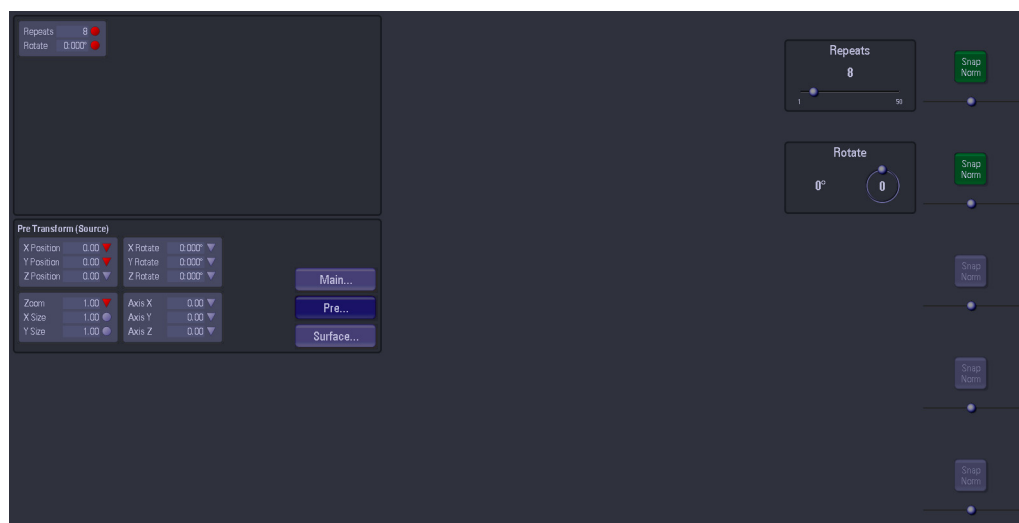 Repeats 8
Rotate 0:000°
Repeats
8
1 50
Snap
Norm
Rotate
0° 0
Snap
Norm
Pre Transform (Source)
X Position 0.00 X Rotate 0:000°
Y Position 0.00 Y Rotate 0:000°
Z Position 0.00 Z Rotate 0:000°
Main...
Zoom 1.00 Axis X 0.00
X Size 1.00 Axis Y 0.00
Y Size 1.00 Axis Z 0.00
Pre...
Surface...
Snap
Norm
Snap
Norm
Snap
Norm